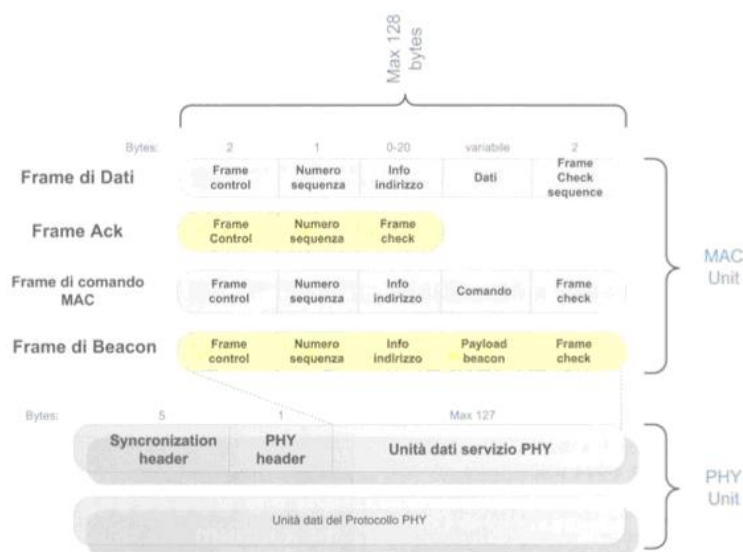 Max 128
bytes
Bytes: 2 1 0-20 variabile 2
Frame di Dati
Frame control
Numero sequenza
Info indirizzo
Dati
Frame Check sequence
Frame Ack
Frame Control
Numero sequenza
Frame check
Frame di comando MAC
Frame control
Numero sequenza
Info indirizzo
Comando
Frame check
Frame di Beacon
Frame control
Numero sequenza
Info indirizzo
Payload beacon
Frame check
MAC
Unit
Bytes: 5 1 Max 127
Syncronization header
PHY header
Unità dati servizio PHY
Unità dati del Protocollo PHY
PHY
Unit